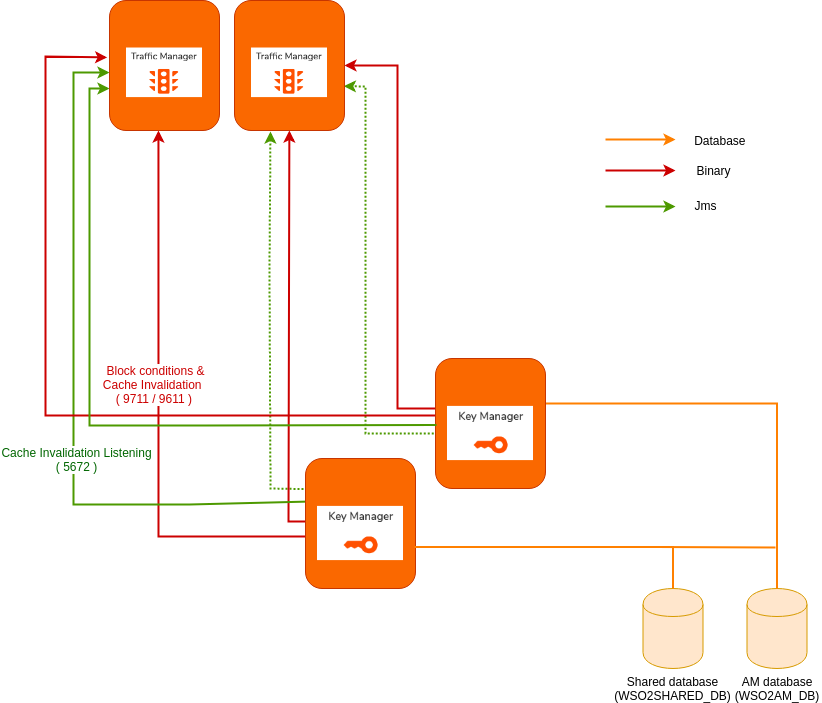 Traffic Manager
Traffic Manager
Database
Binary
Jms
Block conditions &
Cache Invalidation
( 9711 / 9611 )
Key Manager
Cache Invalidation Listening
( 5672 )
Key Manager
Shared database
(WSO2SHARED_DB)
AM database
(WSO2AM_DB)